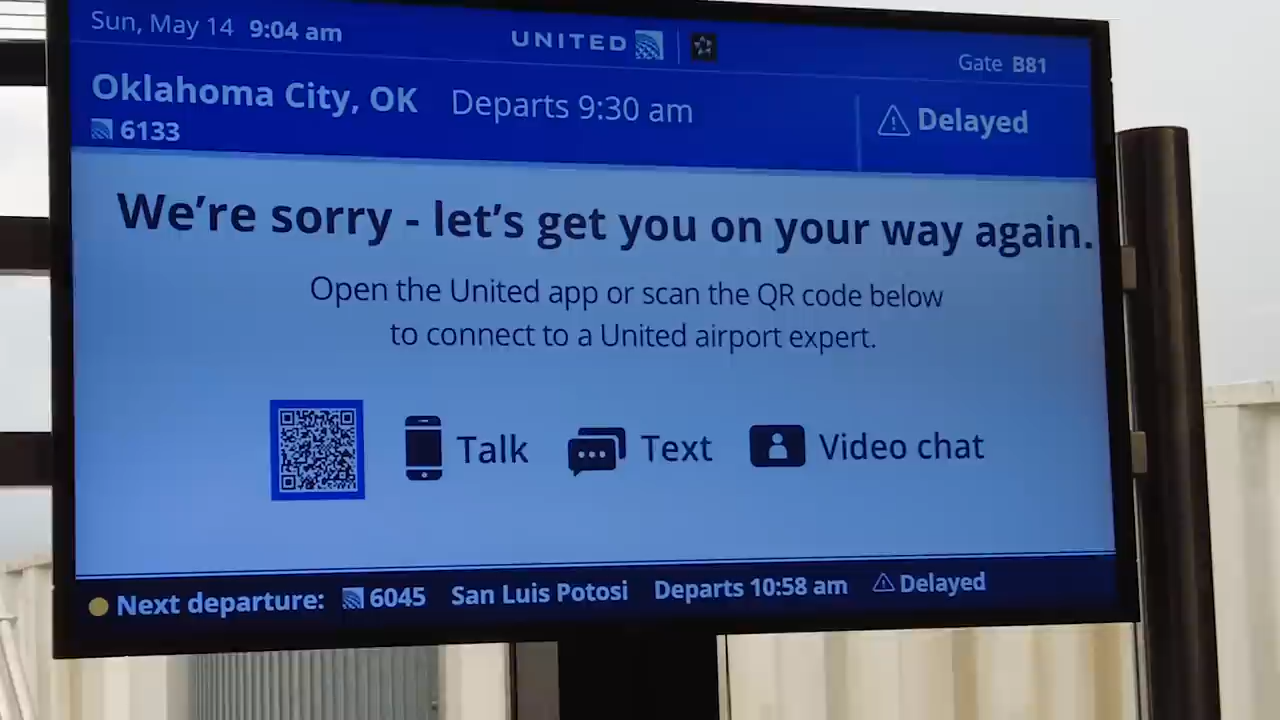 Sun, May 14 9:04 am
UNITED
Gate B81
Oklahoma City, OK Departs 9:30 am
Delayed
6133
We're sorry - let's get you on your way again.
Open the United app or scan the QR code below
to connect to a United airport expert.
Talk
Text
Video chat
Next departure: 6045 San Luis Potosi Departs 10:58 am Delayed